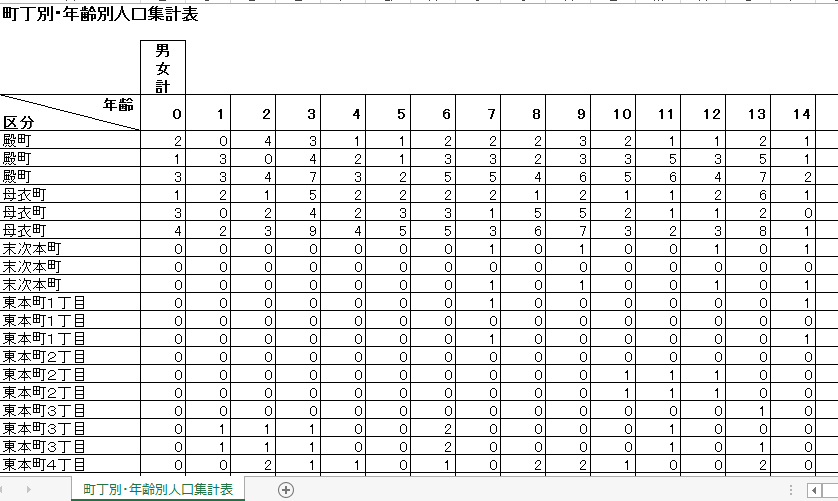 町丁別・年齢別人口集計表
男
女
計
年齢
区分
0 1 2 3 4 5 6 7 8 9 10 11 12 13 14
殿町 2 0 4 3 1 1 2 2 2 3 2 1 1 2 1
殿町 1 3 0 4 2 1 3 3 2 3 3 5 3 5 1
殿町 3 3 4 7 3 2 5 5 4 6 5 6 4 7 2
母衣町 1 2 1 5 2 2 2 2 1 2 1 1 2 6 1
母衣町 3 0 2 4 2 3 3 1 5 5 2 1 1 2 0
母衣町 4 2 3 9 4 5 5 3 6 7 3 2 3 8 1
末次本町 0 0 0 0 0 0 0 1 0 1 0 0 1 0 1
末次本町 0 0 0 0 0 0 0 0 0 0 0 0 0 0 0
末次本町 0 0 0 0 0 0 0 1 0 1 0 0 1 0 1
東本町1丁目 0 0 0 0 0 0 0 1 0 0 0 0 0 0 1
東本町1丁目 0 0 0 0 0 0 0 0 0 0 0 0 0 0 0
東本町1丁目 0 0 0 0 0 0 0 1 0 0 0 0 0 0 1
東本町2丁目 0 0 0 0 0 0 0 0 0 0 0 0 0 0 0
東本町2丁目 0 0 0 0 0 0 0 0 0 0 1 1 1 0 0
東本町2丁目 0 0 0 0 0 0 0 0 0 0 1 1 1 0 0
東本町3丁目 0 0 0 0 0 0 0 0 0 0 0 0 0 1 0
東本町3丁目 0 1 1 1 0 0 2 0 0 0 0 1 0 0 0
東本町3丁目 0 1 1 1 0 0 2 0 0 0 0 1 0 1 0
東本町4丁目 0 0 2 1 1 0 1 0 2 2 1 0 0 2 0
町丁別・年齢別人口集計表